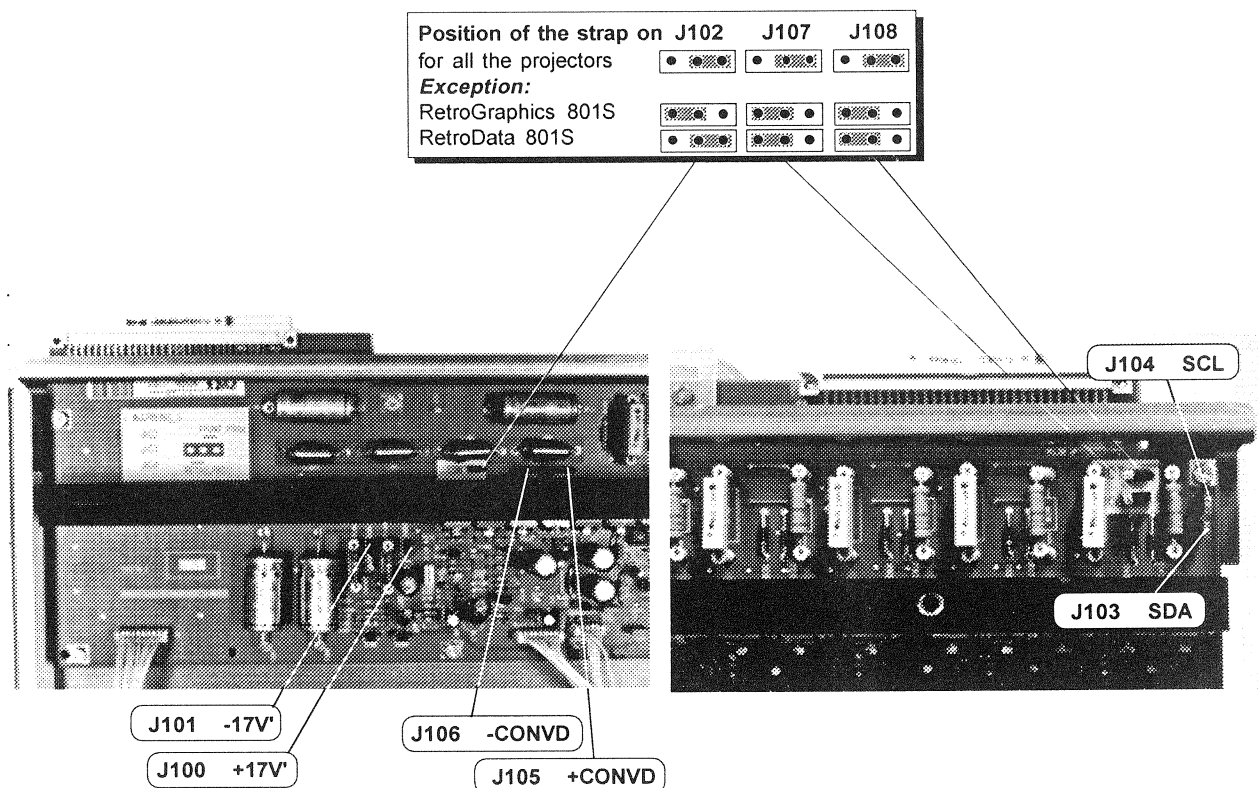 Position of the strap on J102 J107 J108
for all the projectors
Exception:
RetroGraphics 801S
RetroData 801S
J104 SCL
J103 SDA
J101 -17V'
J100 +17V'
J106 -CONVD
J105 +CONVD